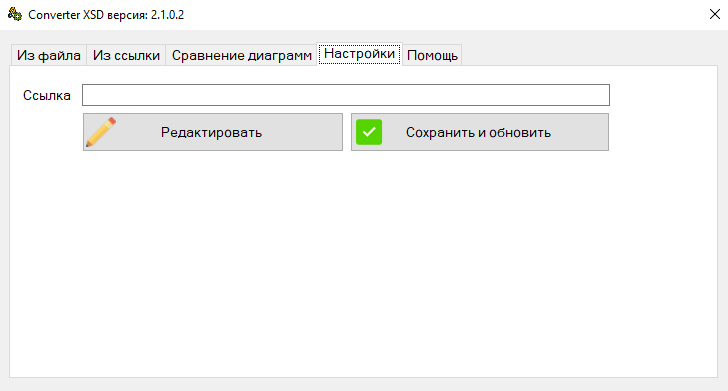 Converter XSD версия: 2.1.0.2
Из файла Из ссылки Сравнение диаграмм Настройки Помощь
Ссылка
Редактировать Сохранить и обновить